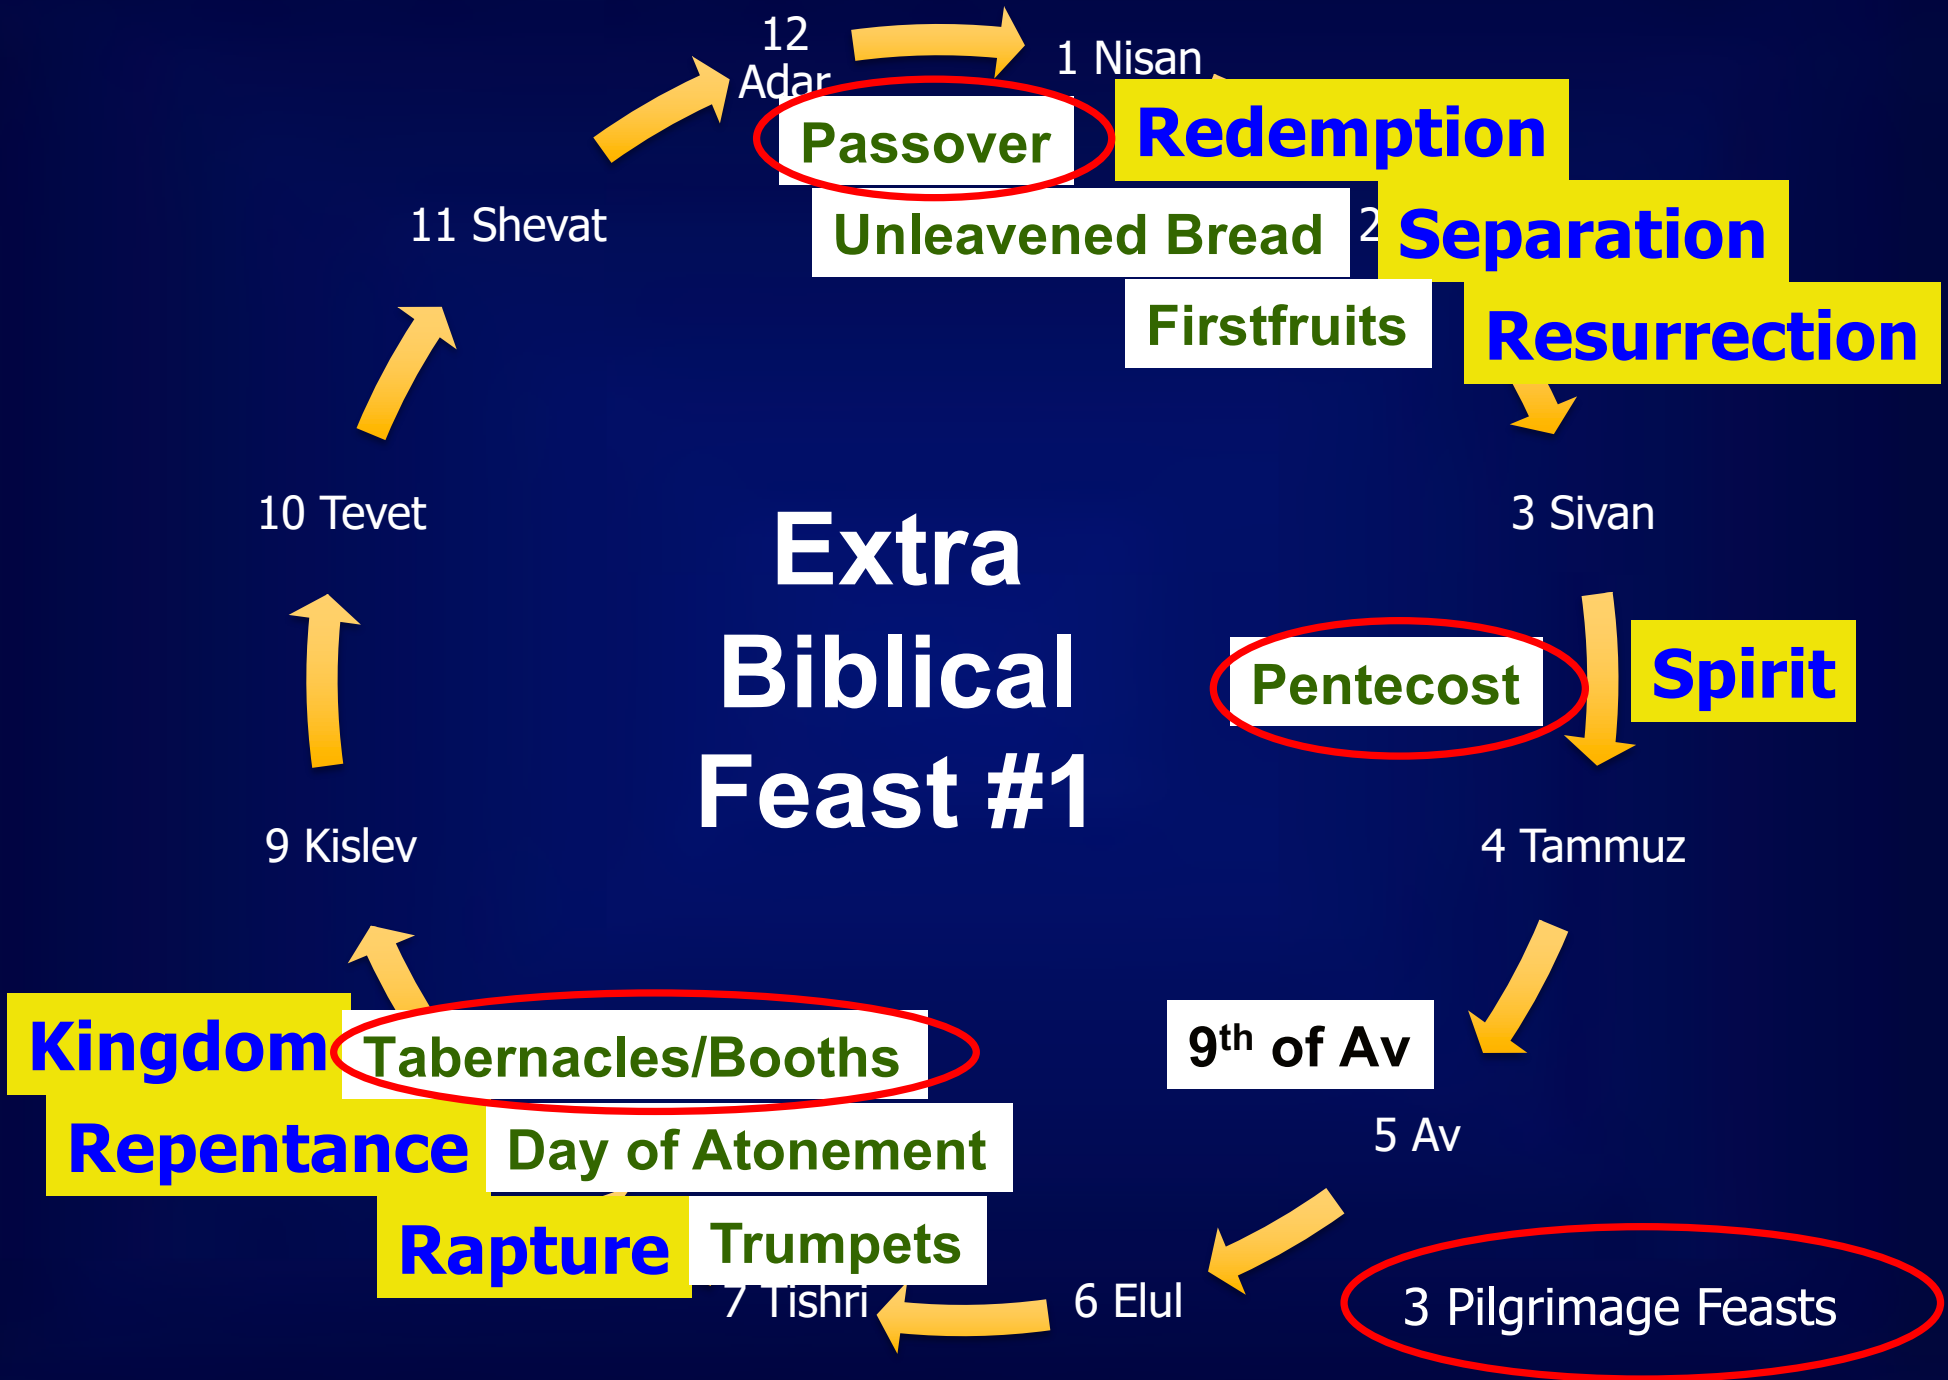 12
Adar
1 Nisan
Passover
Redemption
Unleavened Bread
2
Separation
Firstfruits
Resurrection
11 Shevat
10 Tevet
3 Sivan
Extra
Biblical
Feast #1
Pentecost
Spirit
9 Kislev
4 Tammuz
Kingdom
Tabernacles/Booths
9th of Av
Repentance
Day of Atonement
5 Av
Rapture
Trumpets
7 Tishri
6 Elul
3 Pilgrimage Feasts